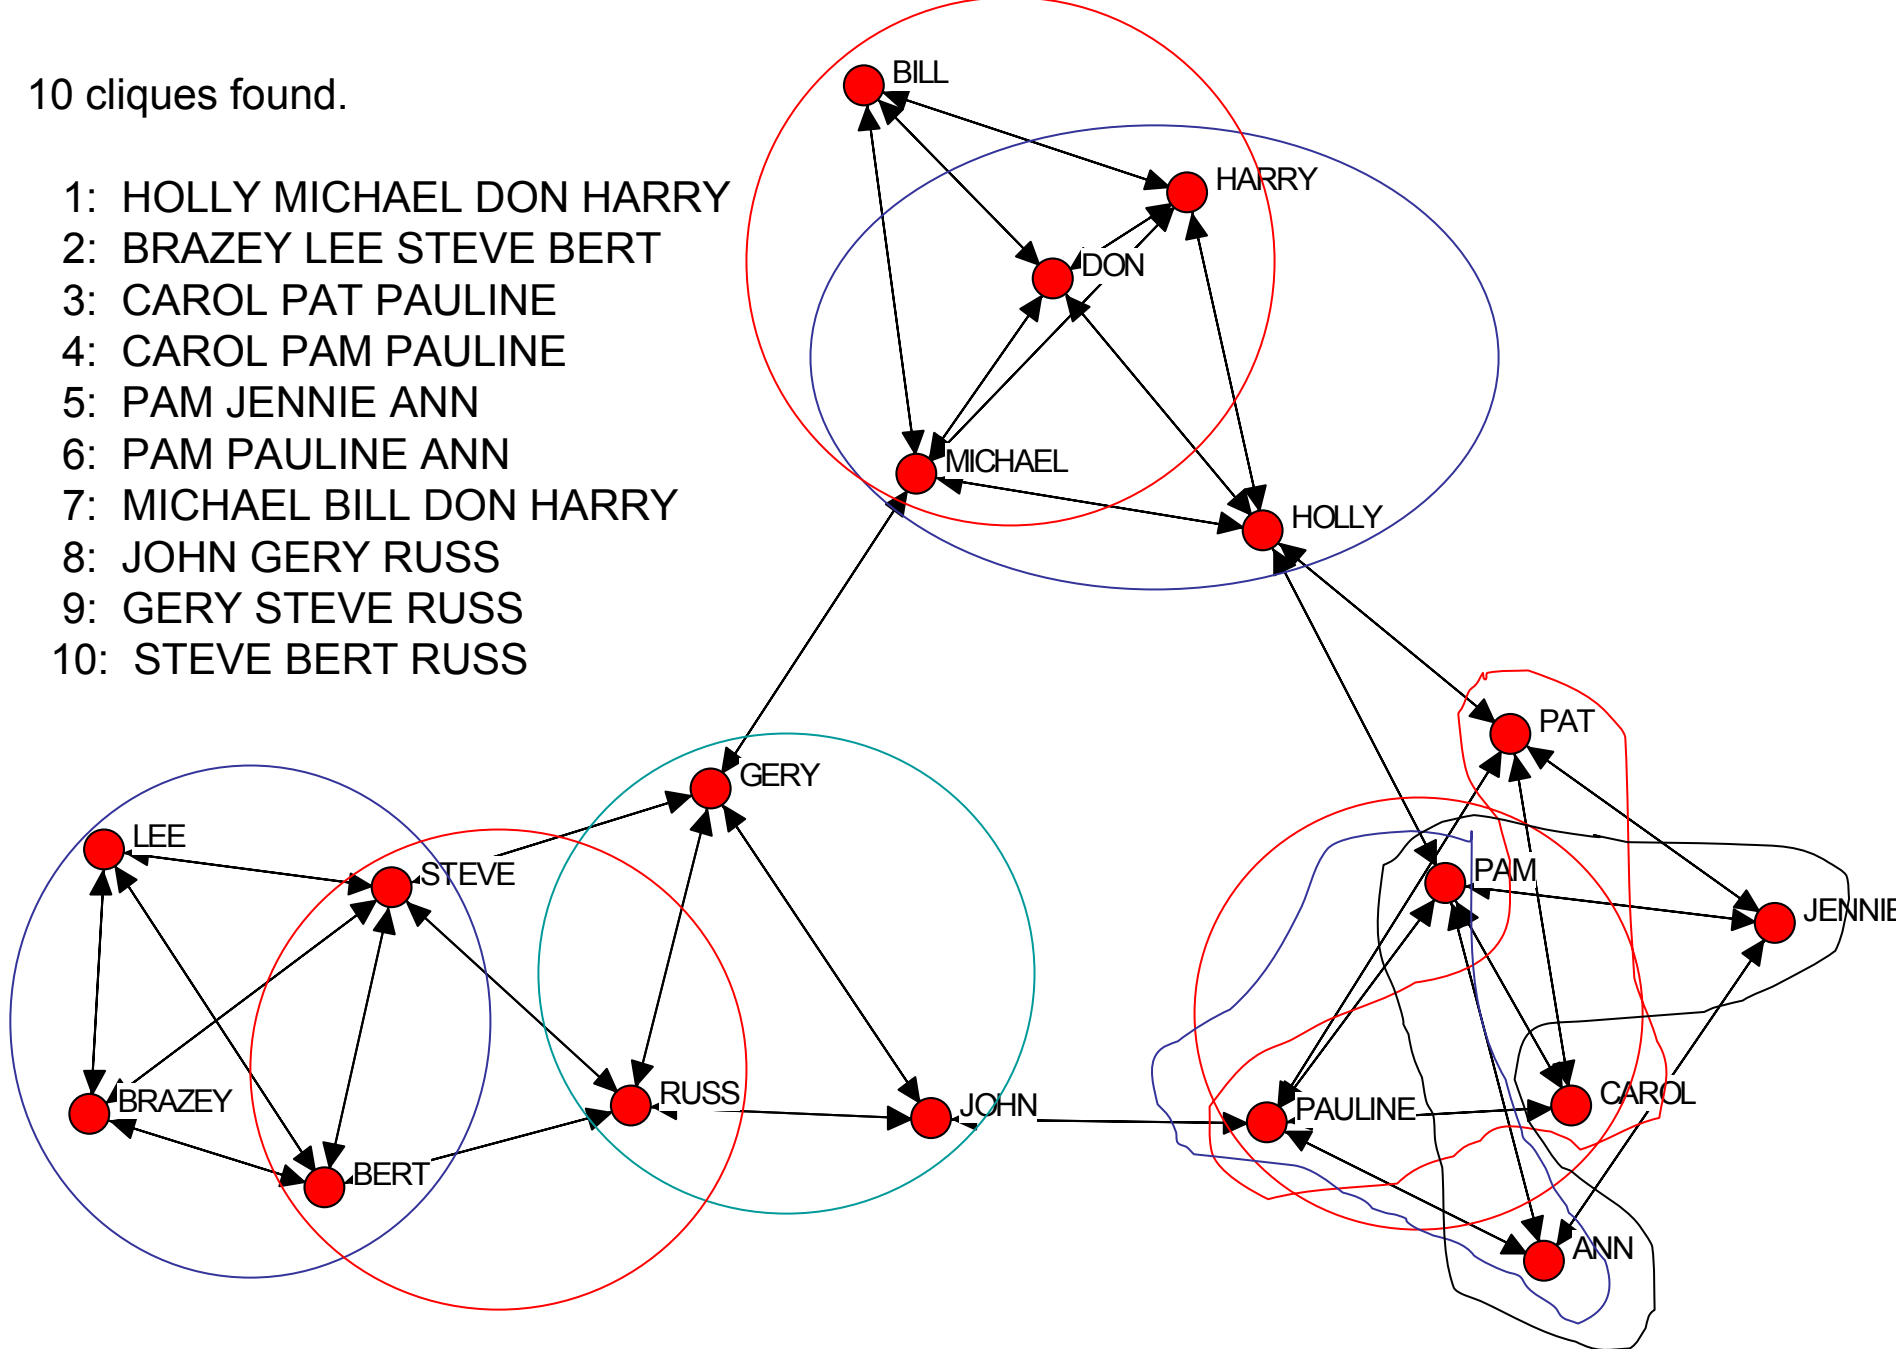 10 cliques found.
1: HOLLY MICHAEL DON HARRY
2: BRAZEY LEE STEVE BERT
3: CAROL PAT PAULINE
4: CAROL PAM PAULINE
5: PAM JENNIE ANN
6: PAM PAULINE ANN
7: MICHAEL BILL DON HARRY
8: JOHN GERY RUSS
9: GERY STEVE RUSS
10: STEVE BERT RUSS
BILL
HARRY
DON
MICHAEL
HOLLY
PAT
GERY
LEE
STEVE
PAM
JENNIE
BRAZEY
RUSS
JOHN
PAULINE
CAROL
BERT
ANN